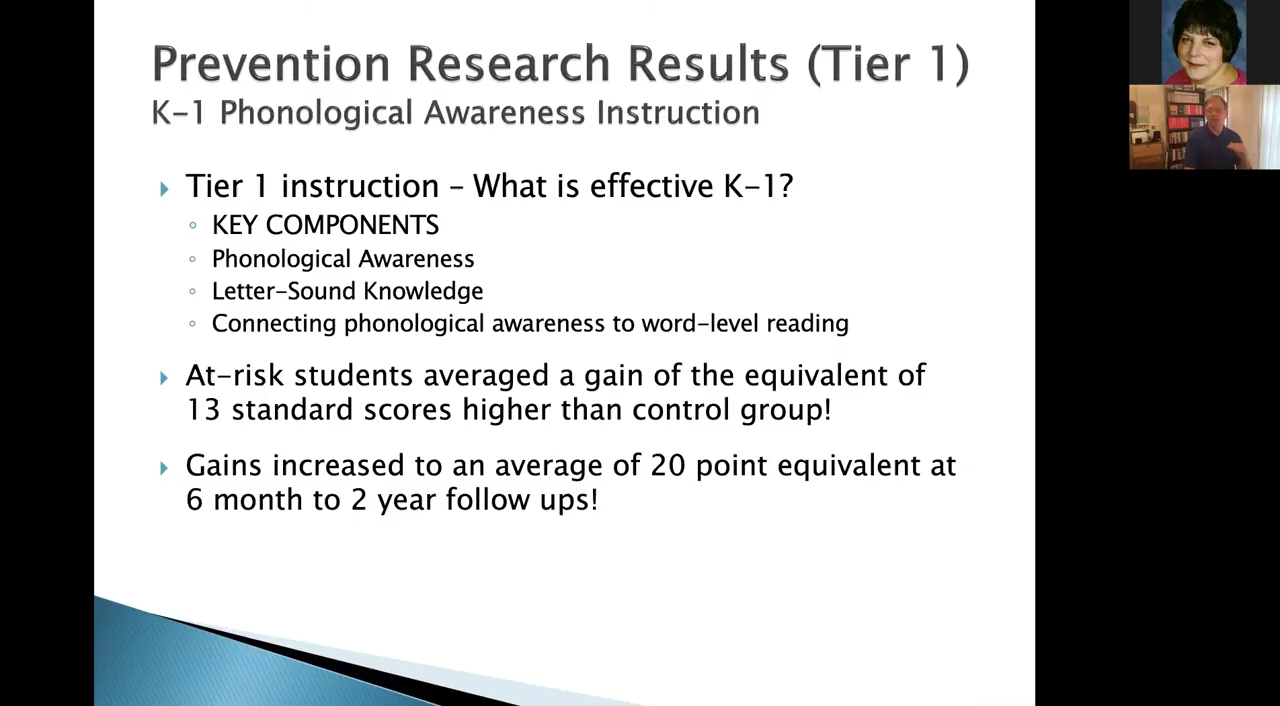 Prevention Research Results (Tier 1)
K-1 Phonological Awareness Instruction
Tier 1 instruction – What is effective K-1?
KEY COMPONENTS
Phonological Awareness
Letter-Sound Knowledge
Connecting phonological awareness to word-level reading
At-risk students averaged a gain of the equivalent of
13 standard scores higher than control group!
Gains increased to an average of 20 point equivalent at
6 month to 2 year follow ups!